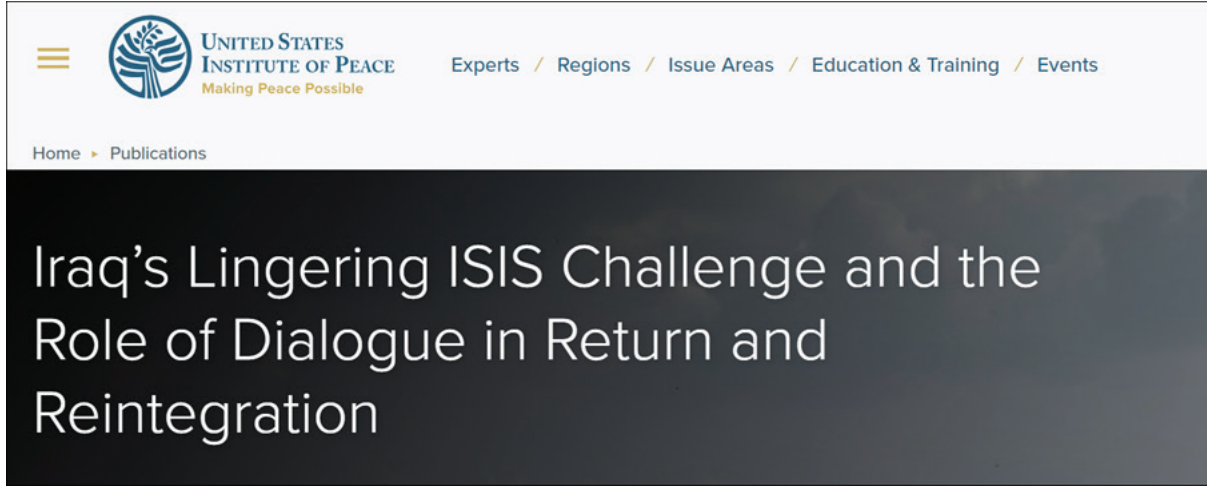 UNITED STATES
INSTITUTE OF PEACE
Making Peace Possible
Experts / Regions / Issue Areas / Education & Training / Events
Home ▸ Publications
Iraq’s Lingering ISIS Challenge and the
Role of Dialogue in Return and
Reintegration